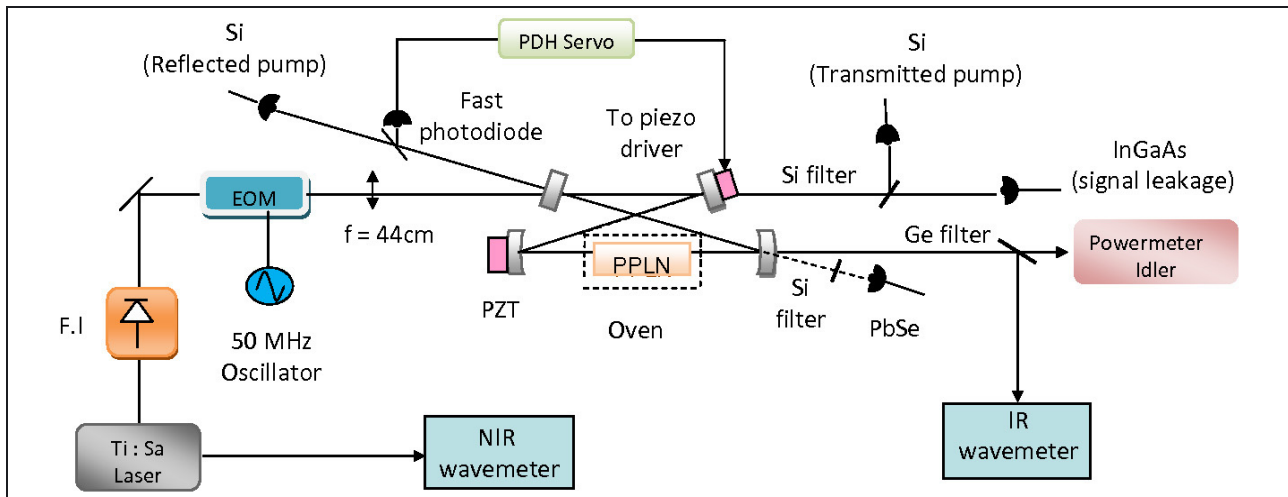 Si
(Reflected pump)
PDH Servo
Si
(Transmitted pump)
Fast
photodiode
To piezo
driver
InGaAs
(signal leakage)
Si filter
EOM
f = 44cm
Ge filter
Powermeter
Idler
PPLN
PZT
Oven
Si
filter
PbSe
F.I
50 MHz
Oscillator
Ti : Sa
Laser
NIR
wavemeter
IR
wavemeter